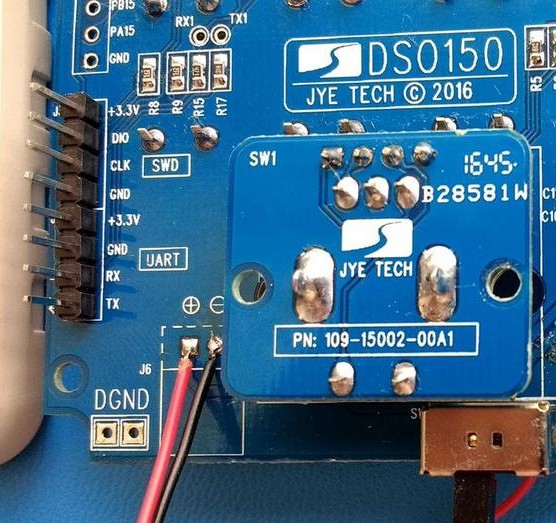 PB15
PA15
GND
RX1
TX1
R8
R9
R15
R17
DSO150
JYE TECH © 2016
R5
+3.3V
DIO
CLK
GND
+3.3V
GND
RX
TX
SWD
UART
SW1
1645
B28581W
JYE TECH
PN: 109-15002-00A1
J6
DGND